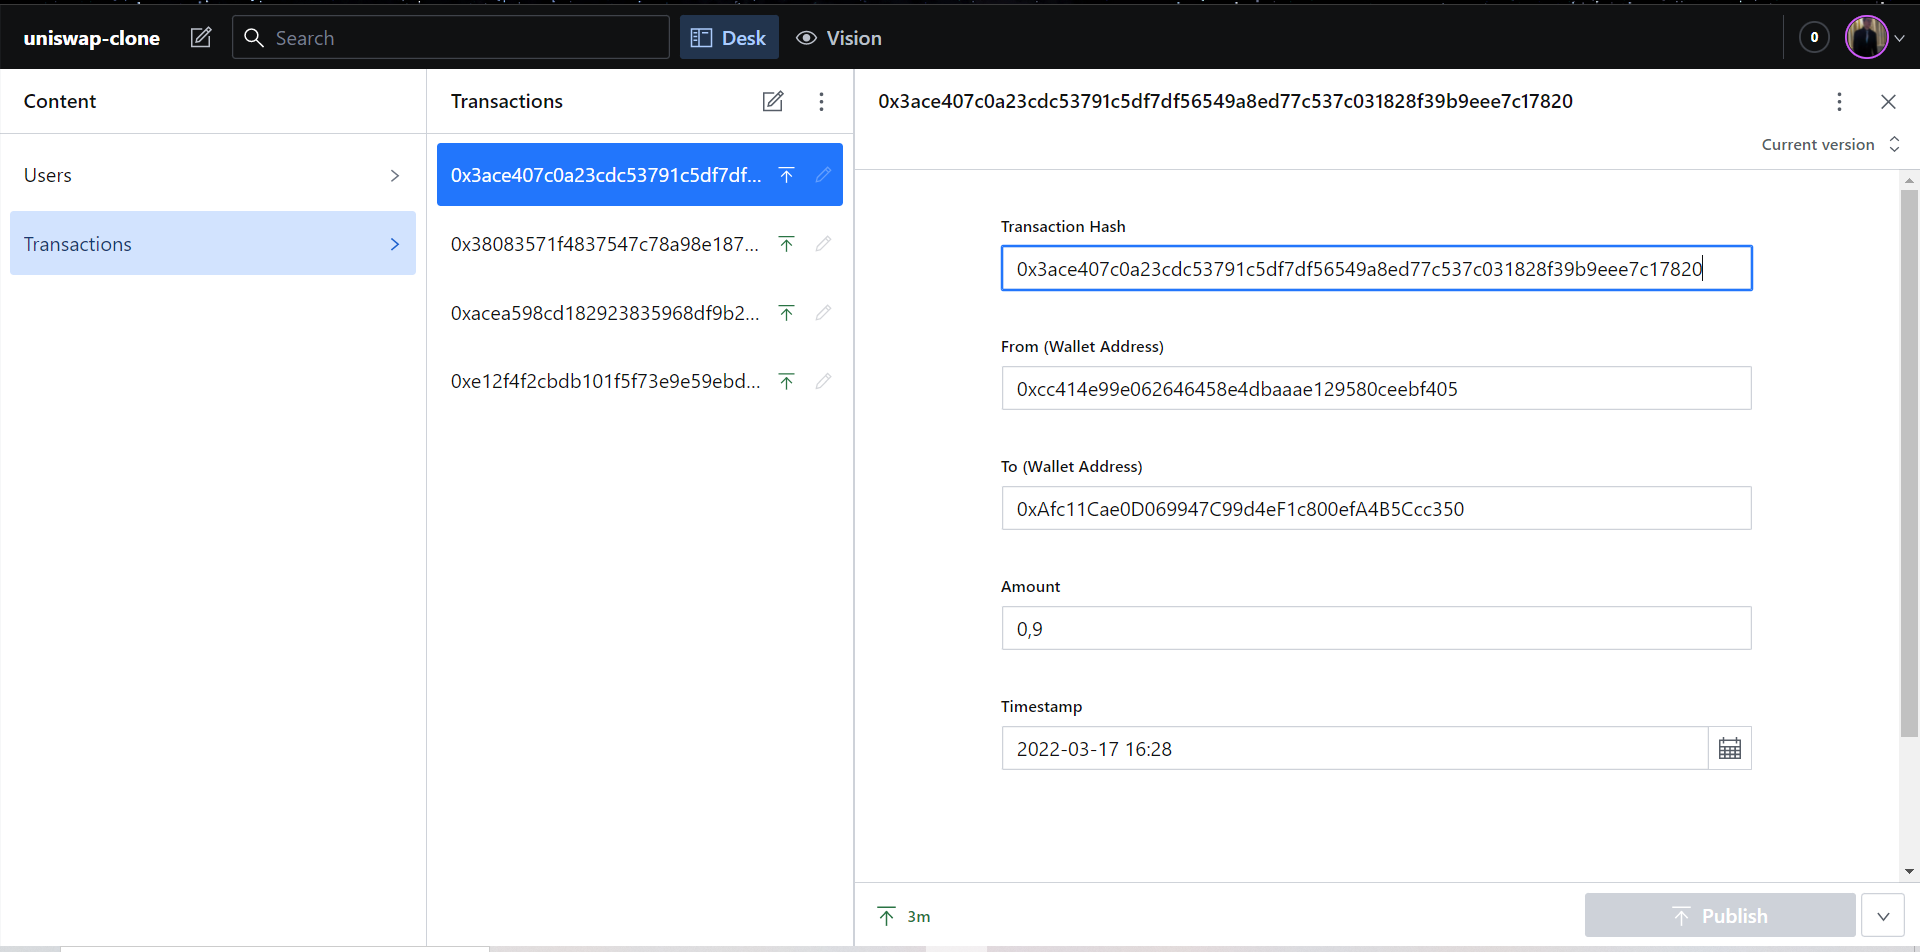 uniswap-clone
Search
Desk
Vision
0
Content
Users
Transactions
Transactions
0x3ace407c0a23cdc53791c5df7df...
0x38083571f4837547c78a98e187...
0xacea598cd182923835968df9b2...
0xe12f4f2cbdb101f5f73e9e59ebd...
0x3ace407c0a23cdc53791c5df7df56549a8ed77c537c031828f39b9eee7c17820
Current version
Transaction Hash
0x3ace407c0a23cdc53791c5df7df56549a8ed77c537c031828f39b9eee7c17820
From (Wallet Address)
0xcc414e99e062646458e4dbaaae129580ceebf405
To (Wallet Address)
0xAfc11Cae0D069947C99d4eF1c800efA4B5Ccc350
Amount
0,9
Timestamp
2022-03-17 16:28
3m
Publish